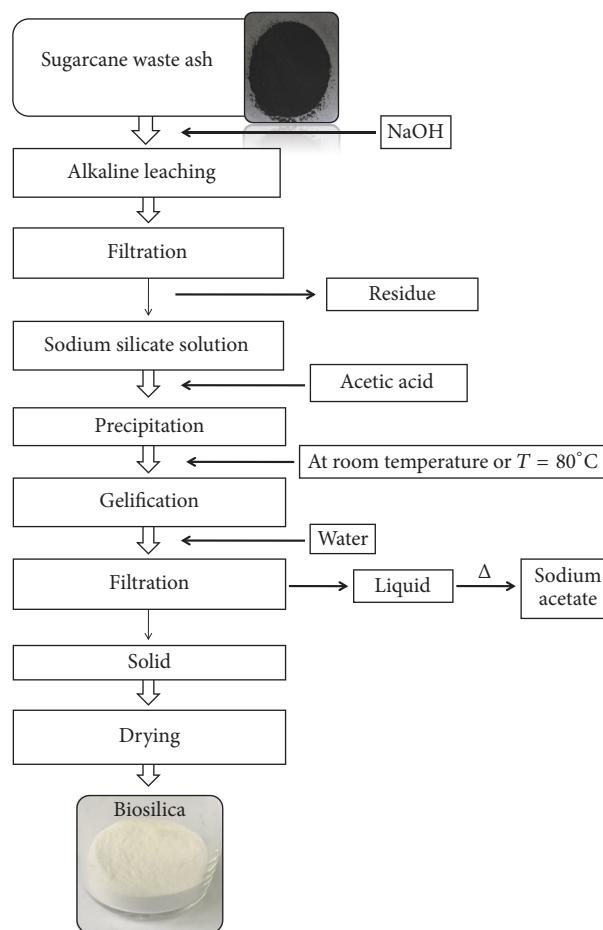 Sugarcane waste ash
NaOH
Alkaline leaching
Filtration
Residue
Sodium silicate solution
Acetic acid
Precipitation
At room temperature or T = 80°C
Gelification
Water
Filtration
Liquid
Δ
Sodium
acetate
Solid
Drying
Biosilica